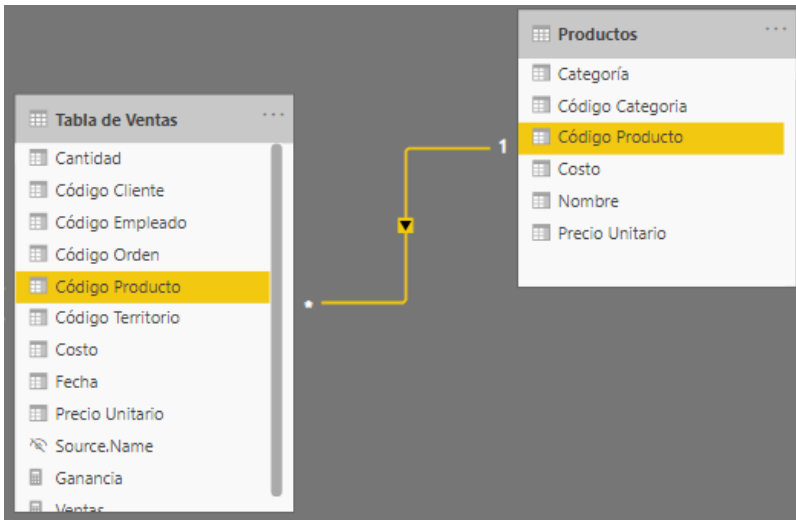 Productos
Categoría
Código Categoria
Código Producto
Costo
Nombre
Precio Unitario
1
*
Tabla de Ventas
Cantidad
Código Cliente
Código Empleado
Código Orden
Código Producto
Código Territorio
Costo
Fecha
Precio Unitario
Source.Name
Ganancia
Ventas